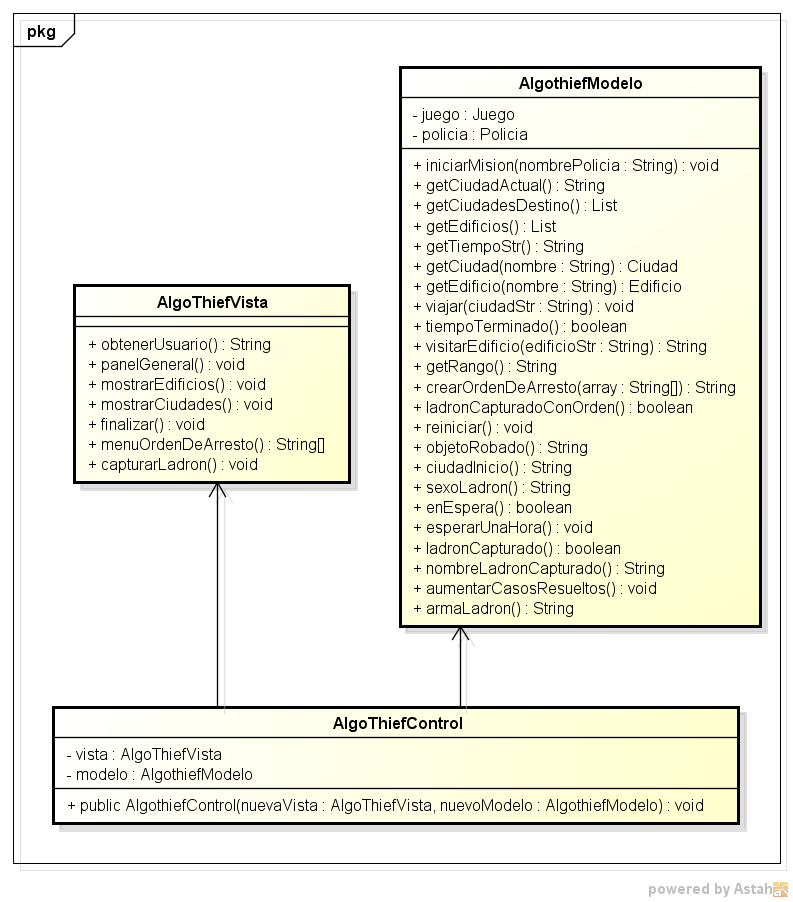 pkg
AlgothiefModelo
- juego : Juego
- policia : Policia
+ iniciarMision(nombrePolicia : String) : void
+ getCiudadActual() : String
+ getCiudadesDestino() : List
+ getEdificios() : List
+ getTiempoStr() : String
+ getCiudad(nombre : String) : Ciudad
+ getEdificio(nombre : String) : Edificio
+ viajar(ciudadStr : String) : void
+ tiempoTerminado() : boolean
+ visitarEdificio(edificioStr : String) : String
+ getRango() : String
+ crearOrdenDeArresto(array : String[]) : String
+ ladronCapturadoConOrden() : boolean
+ reiniciar() : void
+ objetoRobado() : String
+ ciudadInicio() : String
+ sexoLadron() : String
+ enEspera() : boolean
+ esperarUnaHora() : void
+ ladronCapturado() : boolean
+ nombreLadronCapturado() : String
+ aumentarCasosResueltos() : void
+ armaLadron() : String
AlgoThiefVista
+ obtenerUsuario() : String
+ panelGeneral() : void
+ mostrarEdificios() : void
+ mostrarCiudades() : void
+ finalizar() : void
+ menuOrdenDeArresto() : String[]
+ capturarLadron() : void
AlgoThiefControl
- vista : AlgoThiefVista
- modelo : AlgothiefModelo
+ public AlgothiefControl(nuevaVista : AlgoThiefVista, nuevoModelo : AlgothiefModelo) : void
powered by Astah